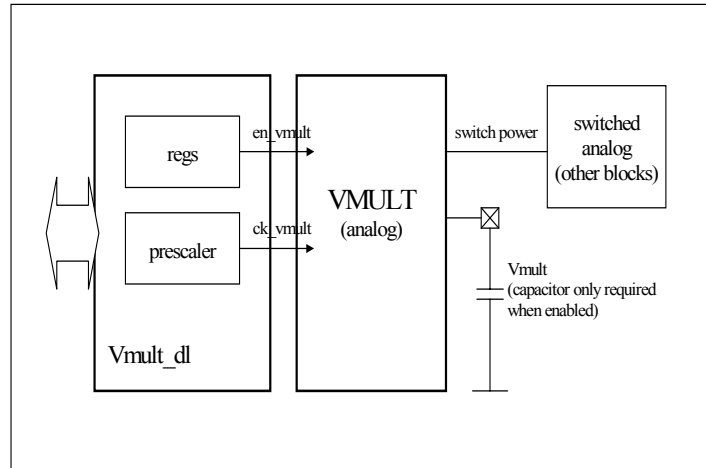 regs
prescaler
Vmult_dl
en_vmult
ck_vmult
VMULT
(analog)
switch power
switched
analog
(other blocks)
Vmult
(capacitor only required
when enabled)